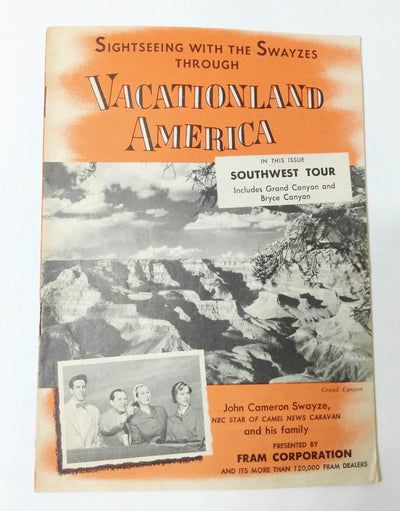 SIGHTSEEING WITH THE SWAYZES
THROUGH
VACATIONLAND
AMERICA
IN THIS ISSUE
SOUTHWEST TOUR
Includes Grand Canyon and
Bryce Canyon
Grand Canyon
John Cameron Swayze,
NBC STAR OF CAMEL NEWS CARAVAN
and his family
PRESENTED BY
FRAM CORPORATION
AND ITS MORE THAN 120,000 FRAM DEALERS